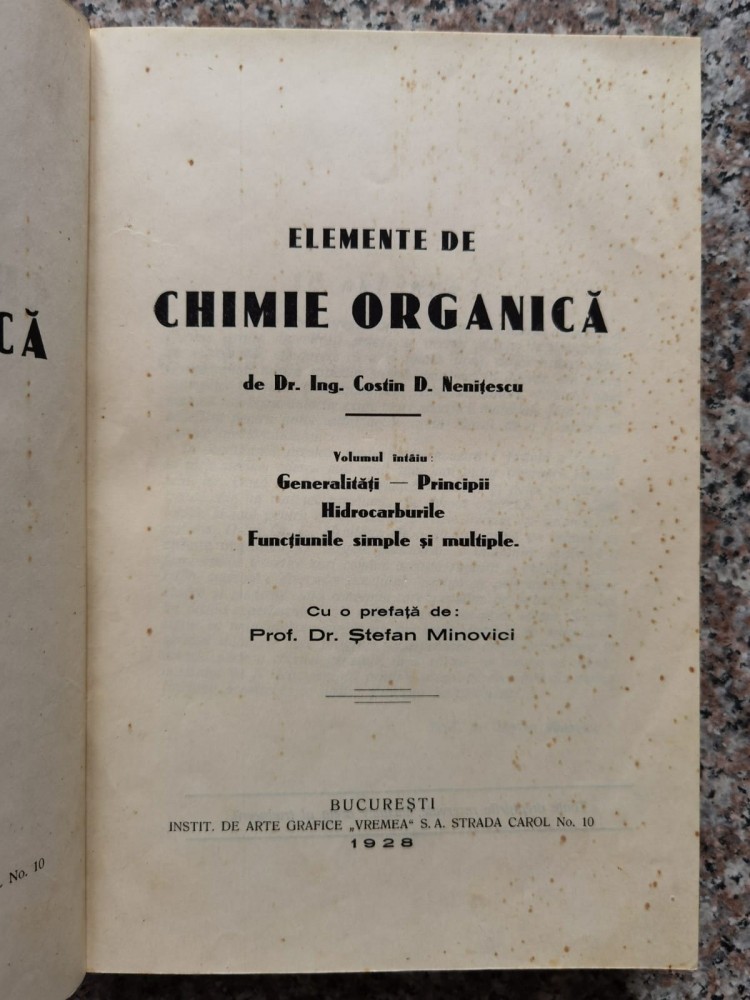 CĂ
No. 10
ELEMENTE DE
CHIMIE ORGANICĂ
de Dr. Ing. Costin D. Nenițescu
Volumul întâiu:
Generalități — Principii
Hidrocarburile
Funcțiunile simple și multiple.
Cu o prefață de:
Prof. Dr. Ștefan Minovici
BUCUREȘTI
INSTIT. DE ARTE GRAFICE „VREMEA“ S. A. STRADA CAROL No. 10
1928